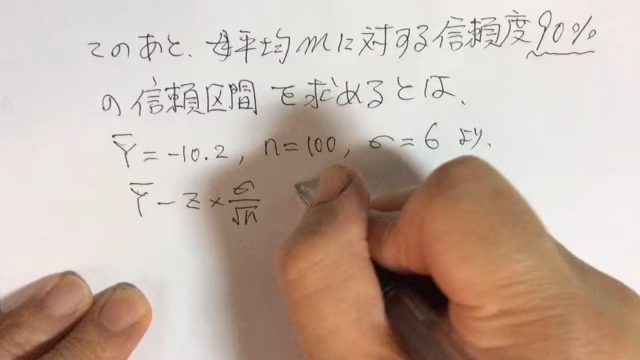 このあと、母平均mに対する信頼度90%
の信頼区間を求めるとは、
Ȳ=-10.2, n=100, σ=6 より、
Ȳ-z×σ/√n